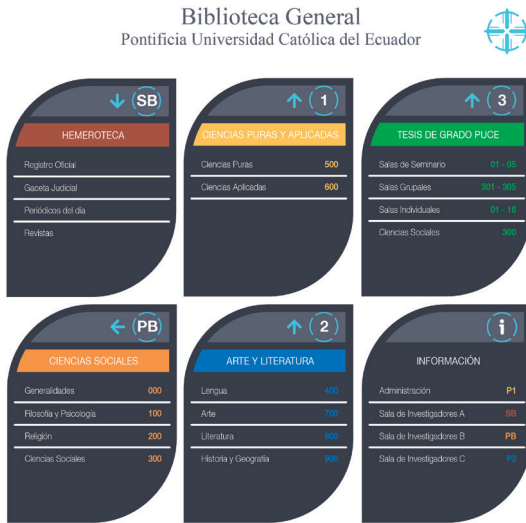 Biblioteca General
Pontificia Universidad Católica del Ecuador
SB
HEMEROTECA
Registro Oficial
Gaceta Judicial
Periódicos del día
Revistas
1
CIENCIAS PURAS Y APLICADAS
Ciencias Puras 500
Ciencias Aplicadas 600
3
TESIS DE GRADO PUCE
Salas de Seminario 01 - 05
Salas Grupales 301 - 305
Salas Individuales 01 - 16
Ciencias Sociales 300
PB
CIENCIAS SOCIALES
Generalidades 000
Filosofía y Psicología 100
Religión 200
Ciencias Sociales 300
2
ARTE Y LITERATURA
Lengua 400
Arte 700
Literatura 800
Historia y Geografía 900
i
INFORMACIÓN
Administración P1
Sala de Investigadores A SB
Sala de Investigadores B PB
Sala de Investigadores C P2